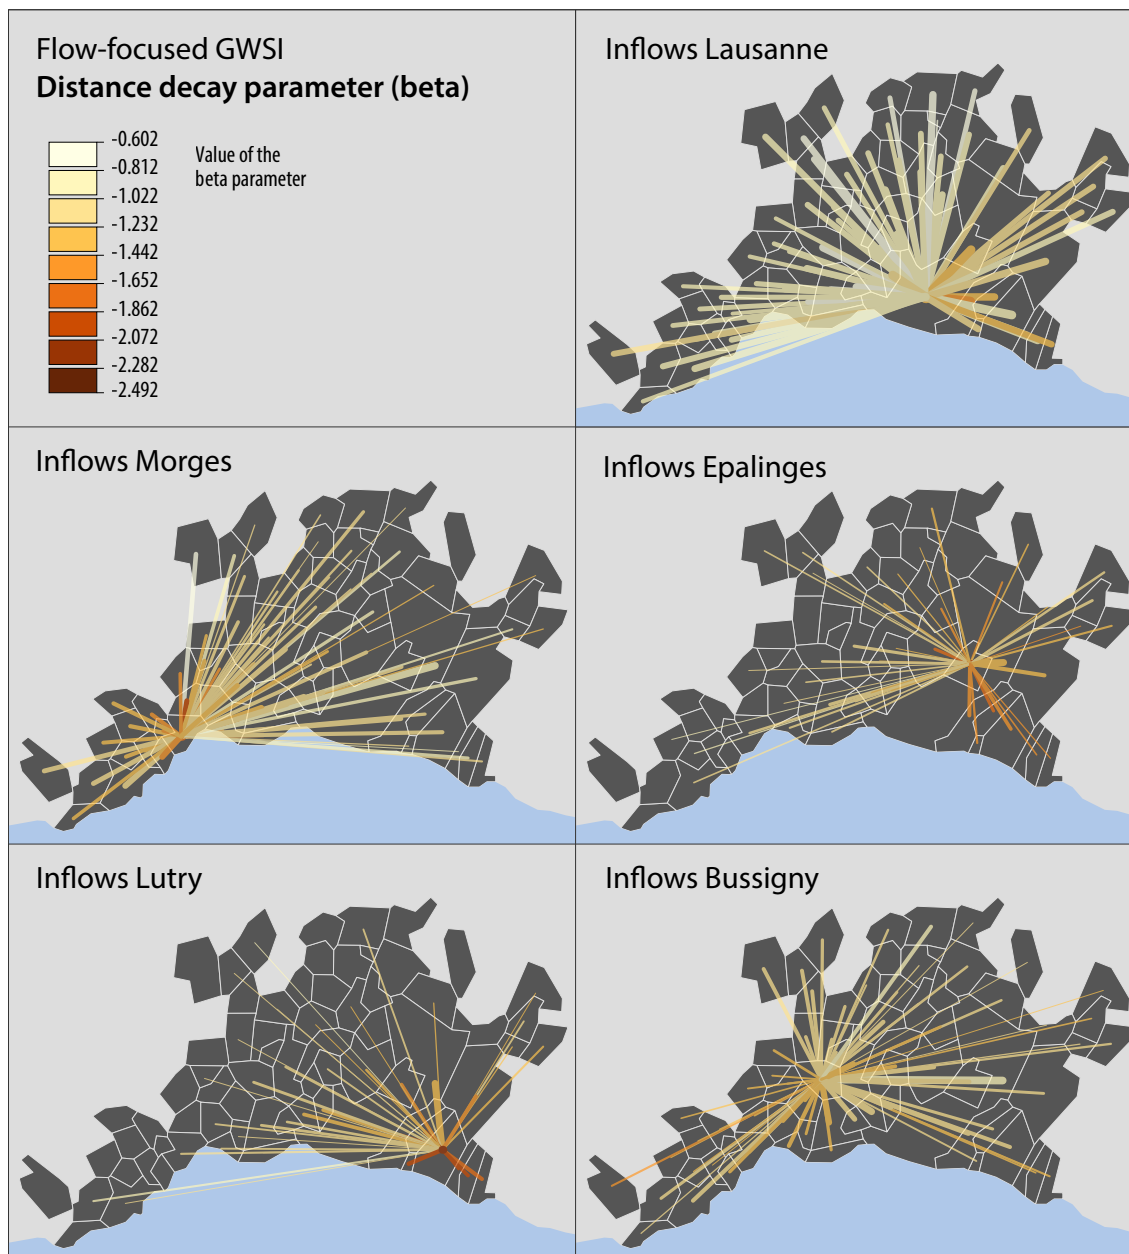 Flow-focused GWSI
Distance decay parameter (beta)
-0.602
-0.812
-1.022
-1.232
-1.442
-1.652
-1.862
-2.072
-2.282
-2.492
Value of the
beta parameter
Inflows Lausanne
Inflows Morges
Inflows Epalinges
Inflows Lutry
Inflows Bussigny